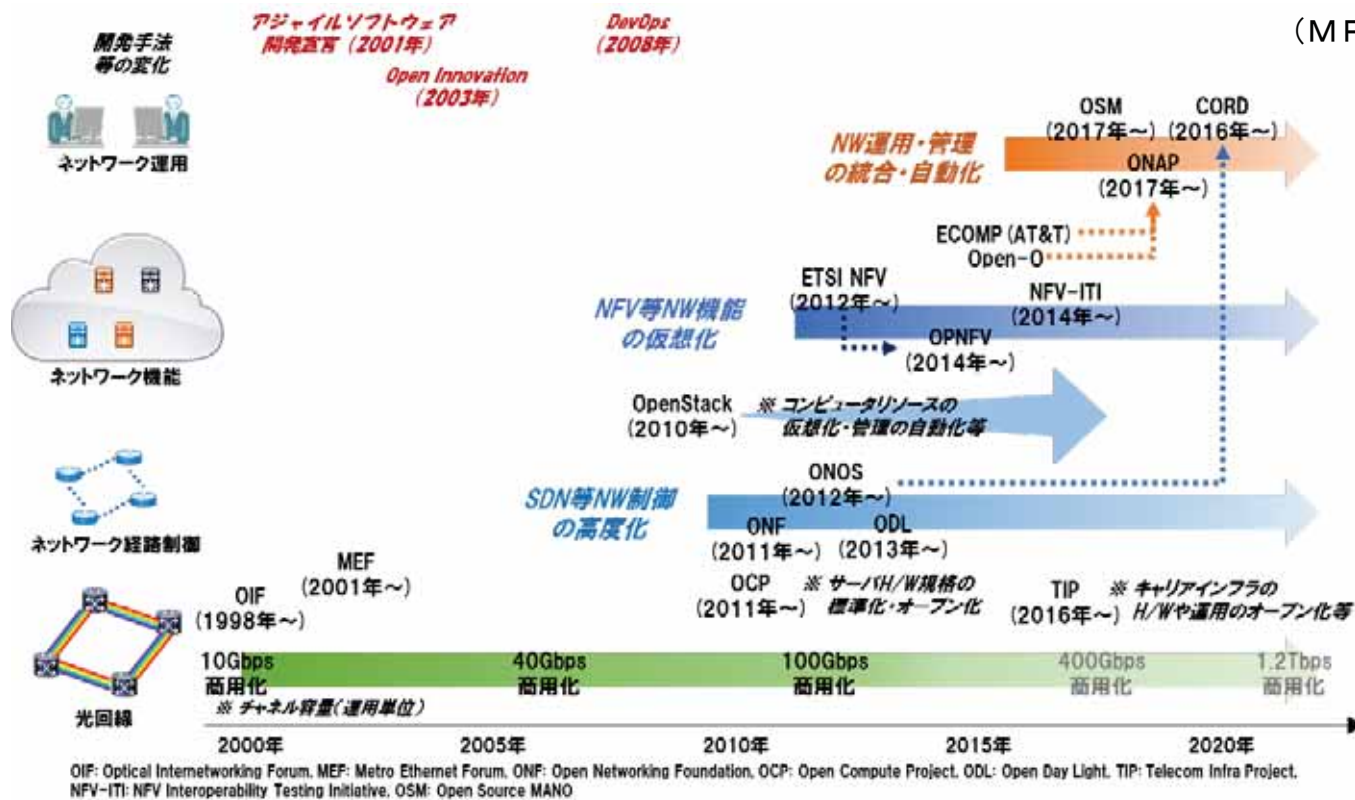 (MF
開発手法
等の変化
アジャイルソフトウェア
開発宣言 (2001年)
DevOps
(2008年)
Open Innovation
(2003年)
ネットワーク運用
OSM
(2017年~)
CORD
(2016年~)
NW運用・管理
の統合・自動化
ONAP
(2017年~)
ECOMP (AT&T)
Open-O
ETSI NFV
(2012年~)
NFV-ITI
(2014年~)
NFV等NW機能
の仮想化
OPNFV
(2014年~)
ネットワーク機能
OpenStack
(2010年~)
※ コンピュータリソースの
仮想化・管理の自動化等
ONOS
(2012年~)
SDN等NW制御
の高度化
ONF
(2011年~)
ODL
(2013年~)
ネットワーク経路制御
MEF
(2001年~)
OIF
(1998年~)
OCP
(2011年~)
※ サーバH/W規格の
標準化・オープン化
TIP
(2016年~)
※ キャリアインフラの
H/Wや運用のオープン化等
10Gbps
商用化
40Gbps
商用化
100Gbps
商用化
400Gbps
商用化
1.2Tbps
商用化
※ チャネル容量(運用単位)
光回線
2000年
2005年
2010年
2015年
2020年
OIF: Optical Internetworking Forum, MEF: Metro Ethernet Forum, ONF: Open Networking Foundation, OCP: Open Compute Project, ODL: Open Day Light, TIP: Telecom Infra Project,
NFV-ITI: NFV Interoperability Testing Initiative, OSM: Open Source MANO